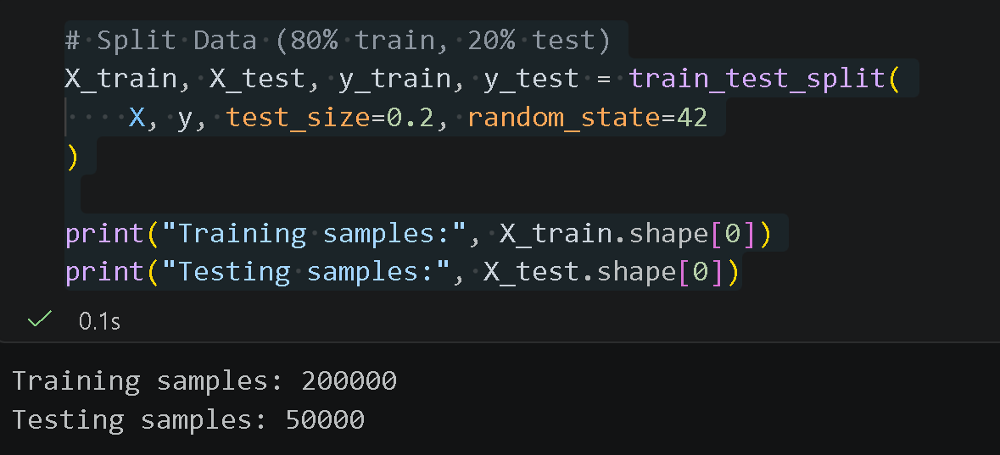 # Split Data (80% train, 20% test)
X_train, X_test, y_train, y_test = train_test_split(
    X, y, test_size=0.2, random_state=42
)
print("Training samples:", X_train.shape[0])
print("Testing samples:", X_test.shape[0])
0.1s
Training samples: 200000
Testing samples: 50000